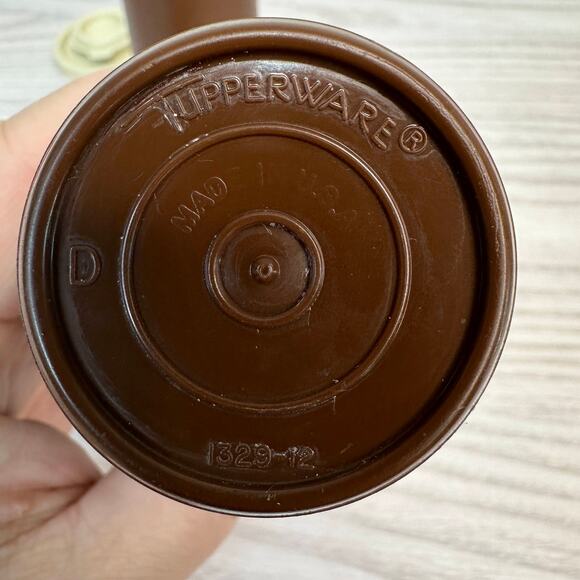 TUPPERWARE®
MADE IN U.S.A.
D
1329-12